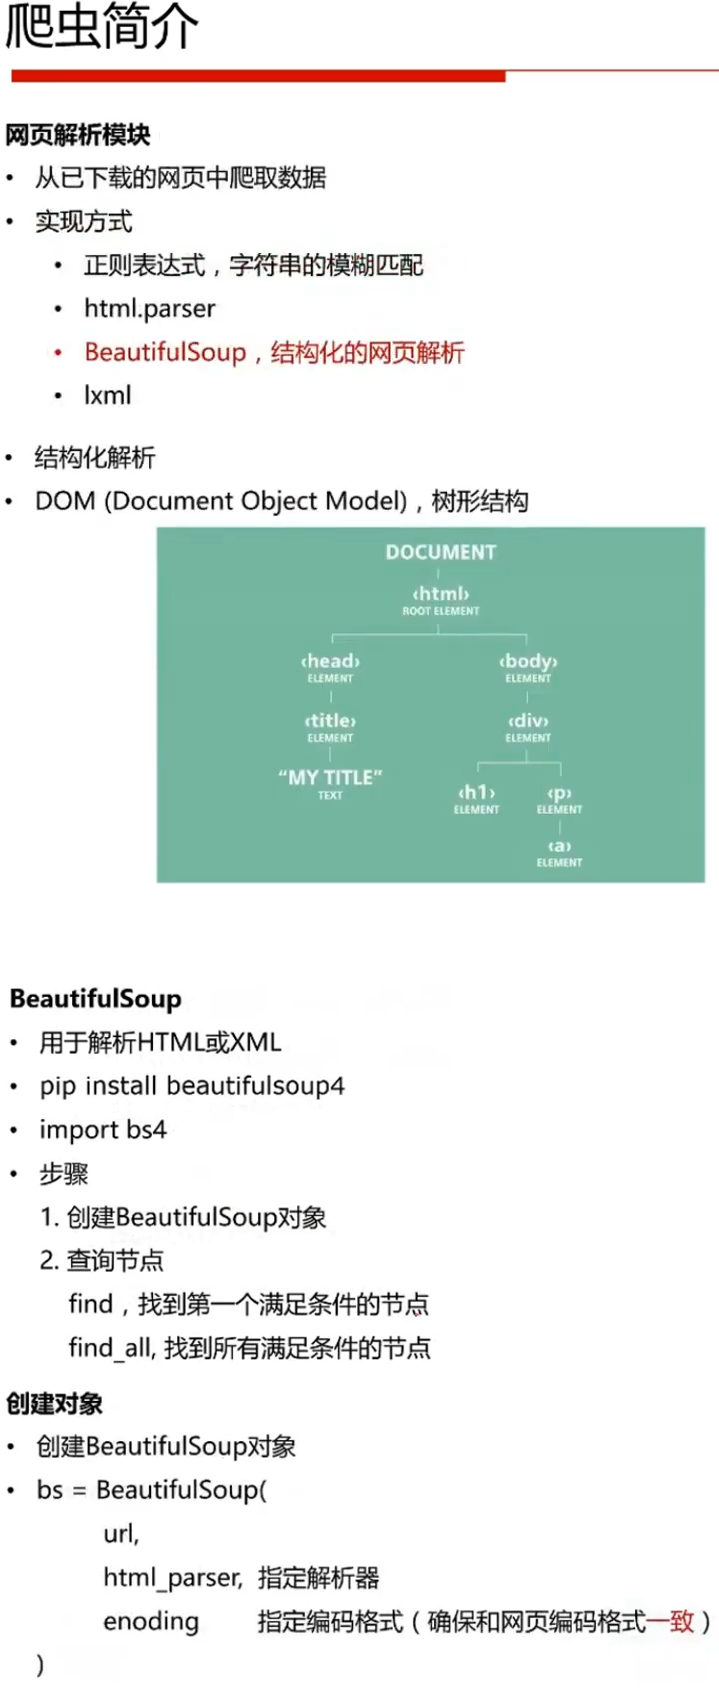 爬虫简介
网页解析模块
• 从已下载的网页中爬取数据
• 实现方式
• 正则表达式，字符串的模糊匹配
• html.parser
• BeautifulSoup，结构化的网页解析
• lxml
• 结构化解析
• DOM (Document Object Model)，树形结构
DOCUMENT
‹html›
ROOT ELEMENT
‹head› ‹body›
ELEMENT ELEMENT
‹title› ‹div›
ELEMENT ELEMENT
“MY TITLE” ‹h1› ‹p›
TEXT ELEMENT ELEMENT
‹a›
ELEMENT
BeautifulSoup
• 用于解析HTML或XML
• pip install beautifulsoup4
• import bs4
• 步骤
1. 创建BeautifulSoup对象
2. 查询节点
find，找到第一个满足条件的节点
find_all, 找到所有满足条件的节点
创建对象
• 创建BeautifulSoup对象
• bs = BeautifulSoup(
url,
html_parser, 指定解析器
enoding 指定编码格式（确保和网页编码格式一致）
)